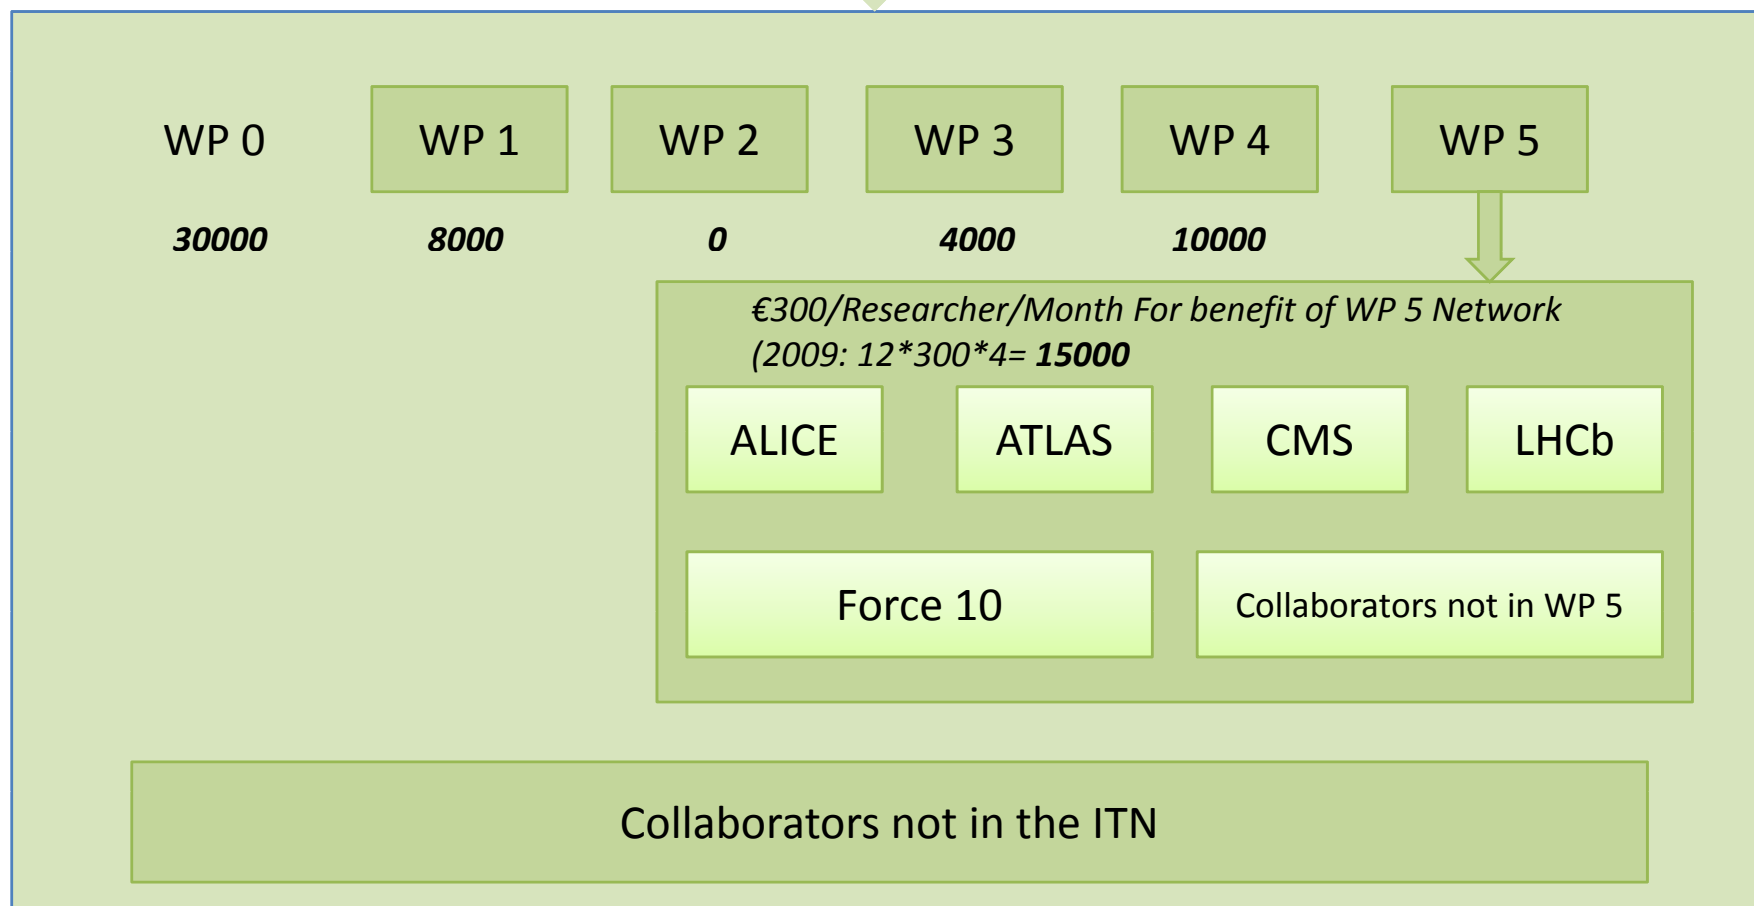 WP 0
WP 1
WP 2
WP 3
WP 4
WP 5
30000
8000
0
4000
10000
€300/Researcher/Month For benefit of WP 5 Network
(2009: 12*300*4= 15000
ALICE
ATLAS
CMS
LHCb
Force 10
Collaborators not in WP 5
Collaborators not in the ITN